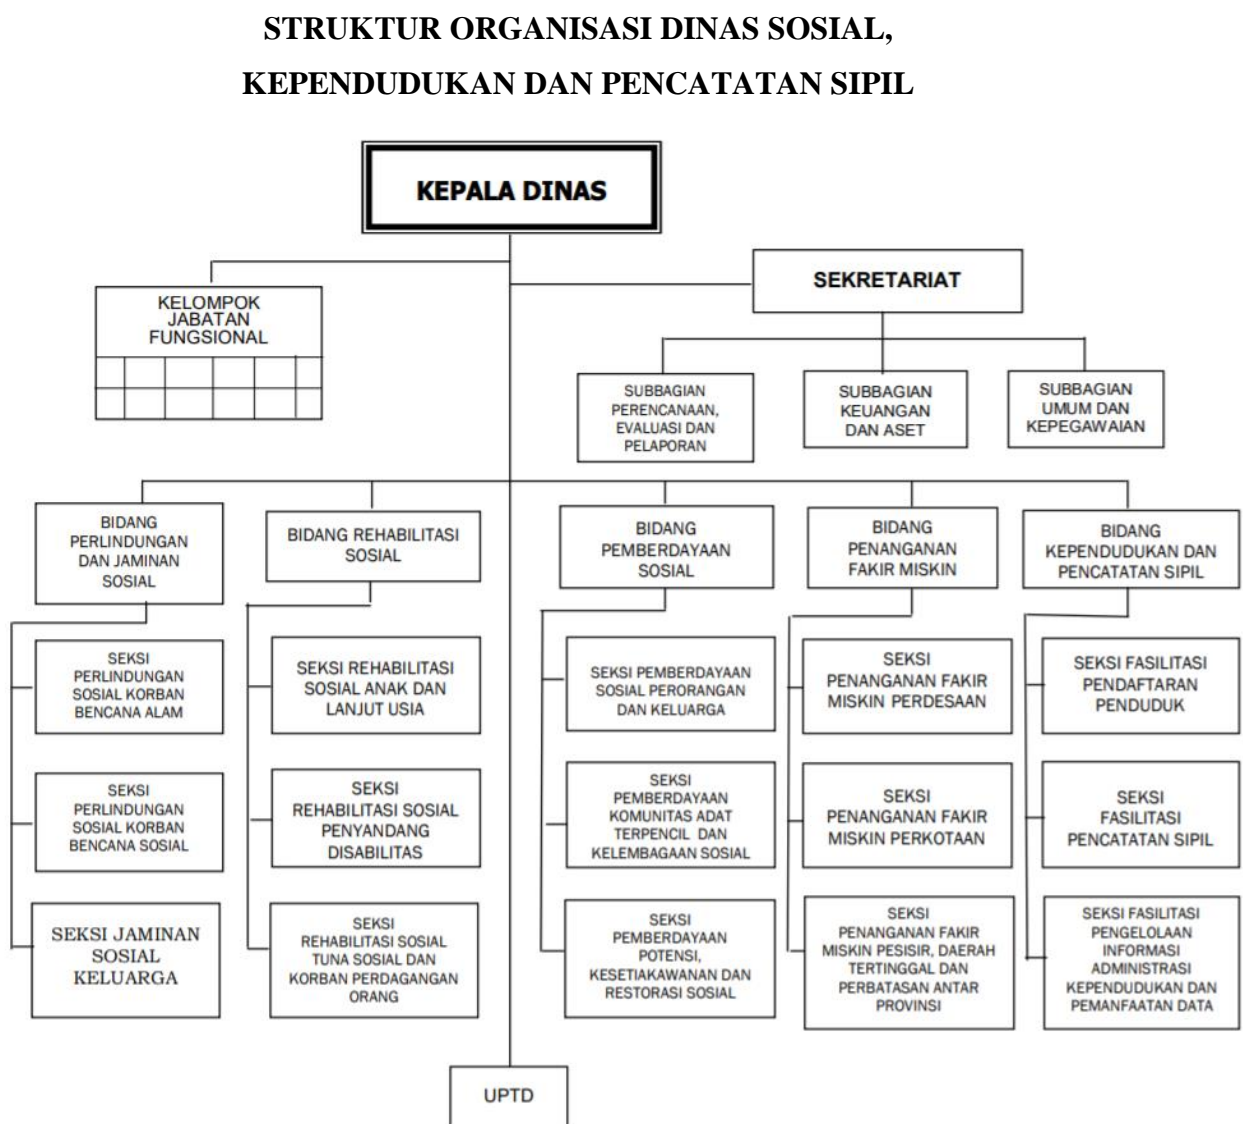 STRUKTUR ORGANISASI DINAS SOSIAL,
KEPENDUDUKAN DAN PENCATATAN SIPIL
KEPALA DINAS
SEKRETARIAT
KELOMPOK
JABATAN
FUNGSIONAL
SUBBAGIAN
PERENCANAAN,
EVALUASI DAN
PELAPORAN
SUBBAGIAN
KEUANGAN
DAN ASET
SUBBAGIAN
UMUM DAN
KEPEGAWAIAN
BIDANG
PERLINDUNGAN
DAN JAMINAN
SOSIAL
BIDANG REHABILITASI
SOSIAL
BIDANG
PEMBERDAYAAN
SOSIAL
BIDANG
PENANGANAN
FAKIR MISKIN
BIDANG
KEPENDUDUKAN DAN
PENCATATAN SIPIL
SEKSI
PERLINDUNGAN
SOSIAL KORBAN
BENCANA ALAM
SEKSI REHABILITASI
SOSIAL ANAK DAN
LANJUT USIA
SEKSI PEMBERDAYAAN
SOSIAL PERORANGAN
DAN KELUARGA
SEKSI
PENANGANAN FAKIR
MISKIN PERDESAAN
SEKSI FASILITASI
PENDAFTARAN
PENDUDUK
SEKSI
PERLINDUNGAN
SOSIAL KORBAN
BENCANA SOSIAL
SEKSI
REHABILITASI SOSIAL
PENYANDANG
DISABILITAS
SEKSI
PEMBERDAYAAN
KOMUNITAS ADAT
TERPENCIL DAN
KELEMBAGAAN SOSIAL
SEKSI
PENANGANAN FAKIR
MISKIN PERKOTAAN
SEKSI
FASILITASI
PENCATATAN SIPIL
SEKSI JAMINAN
SOSIAL
KELUARGA
SEKSI
REHABILITASI SOSIAL
TUNA SOSIAL DAN
KORBAN PERDAGANGAN
ORANG
SEKSI
PEMBERDAYAAN
POTENSI,
KESETIAKAWANAN DAN
RESTORASI SOSIAL
SEKSI
PENANGANAN FAKIR
MISKIN PESISIR, DAERAH
TERTINGGAL DAN
PERBATASAN ANTAR
PROVINSI
SEKSI FASILITASI
PENGELOLAAN
INFORMASI
ADMINISTRASI
KEPENDUDUKAN DAN
PEMANFAATAN DATA
UPTD